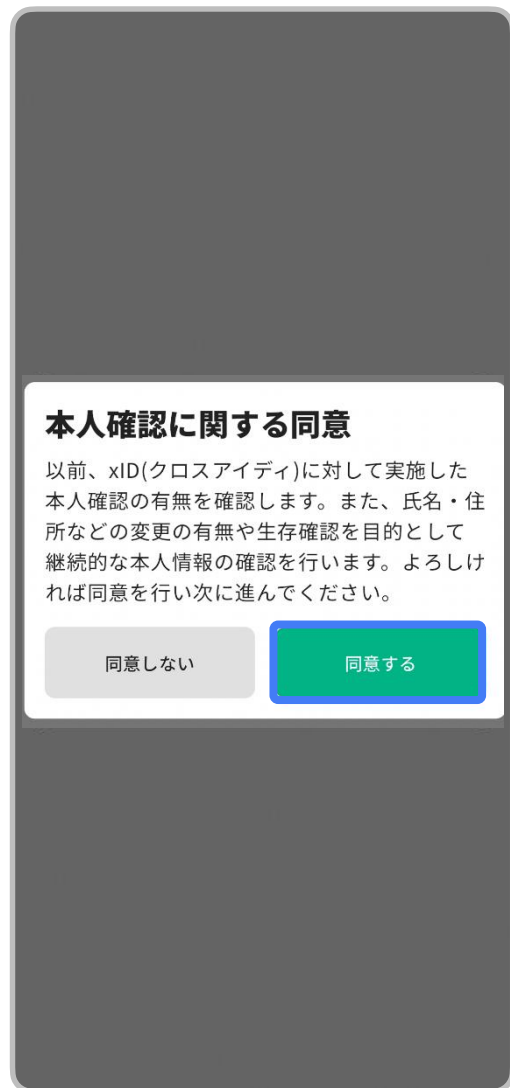 本人確認に関する同意
以前、xID(クロスアイディ)に対して実施した
本人確認の有無を確認します。また、氏名・住
所などの変更の有無や生存確認を目的として
継続的な本人情報の確認を行います。よろしけ
れば同意を行い次に進んでください。
同意しない
同意する